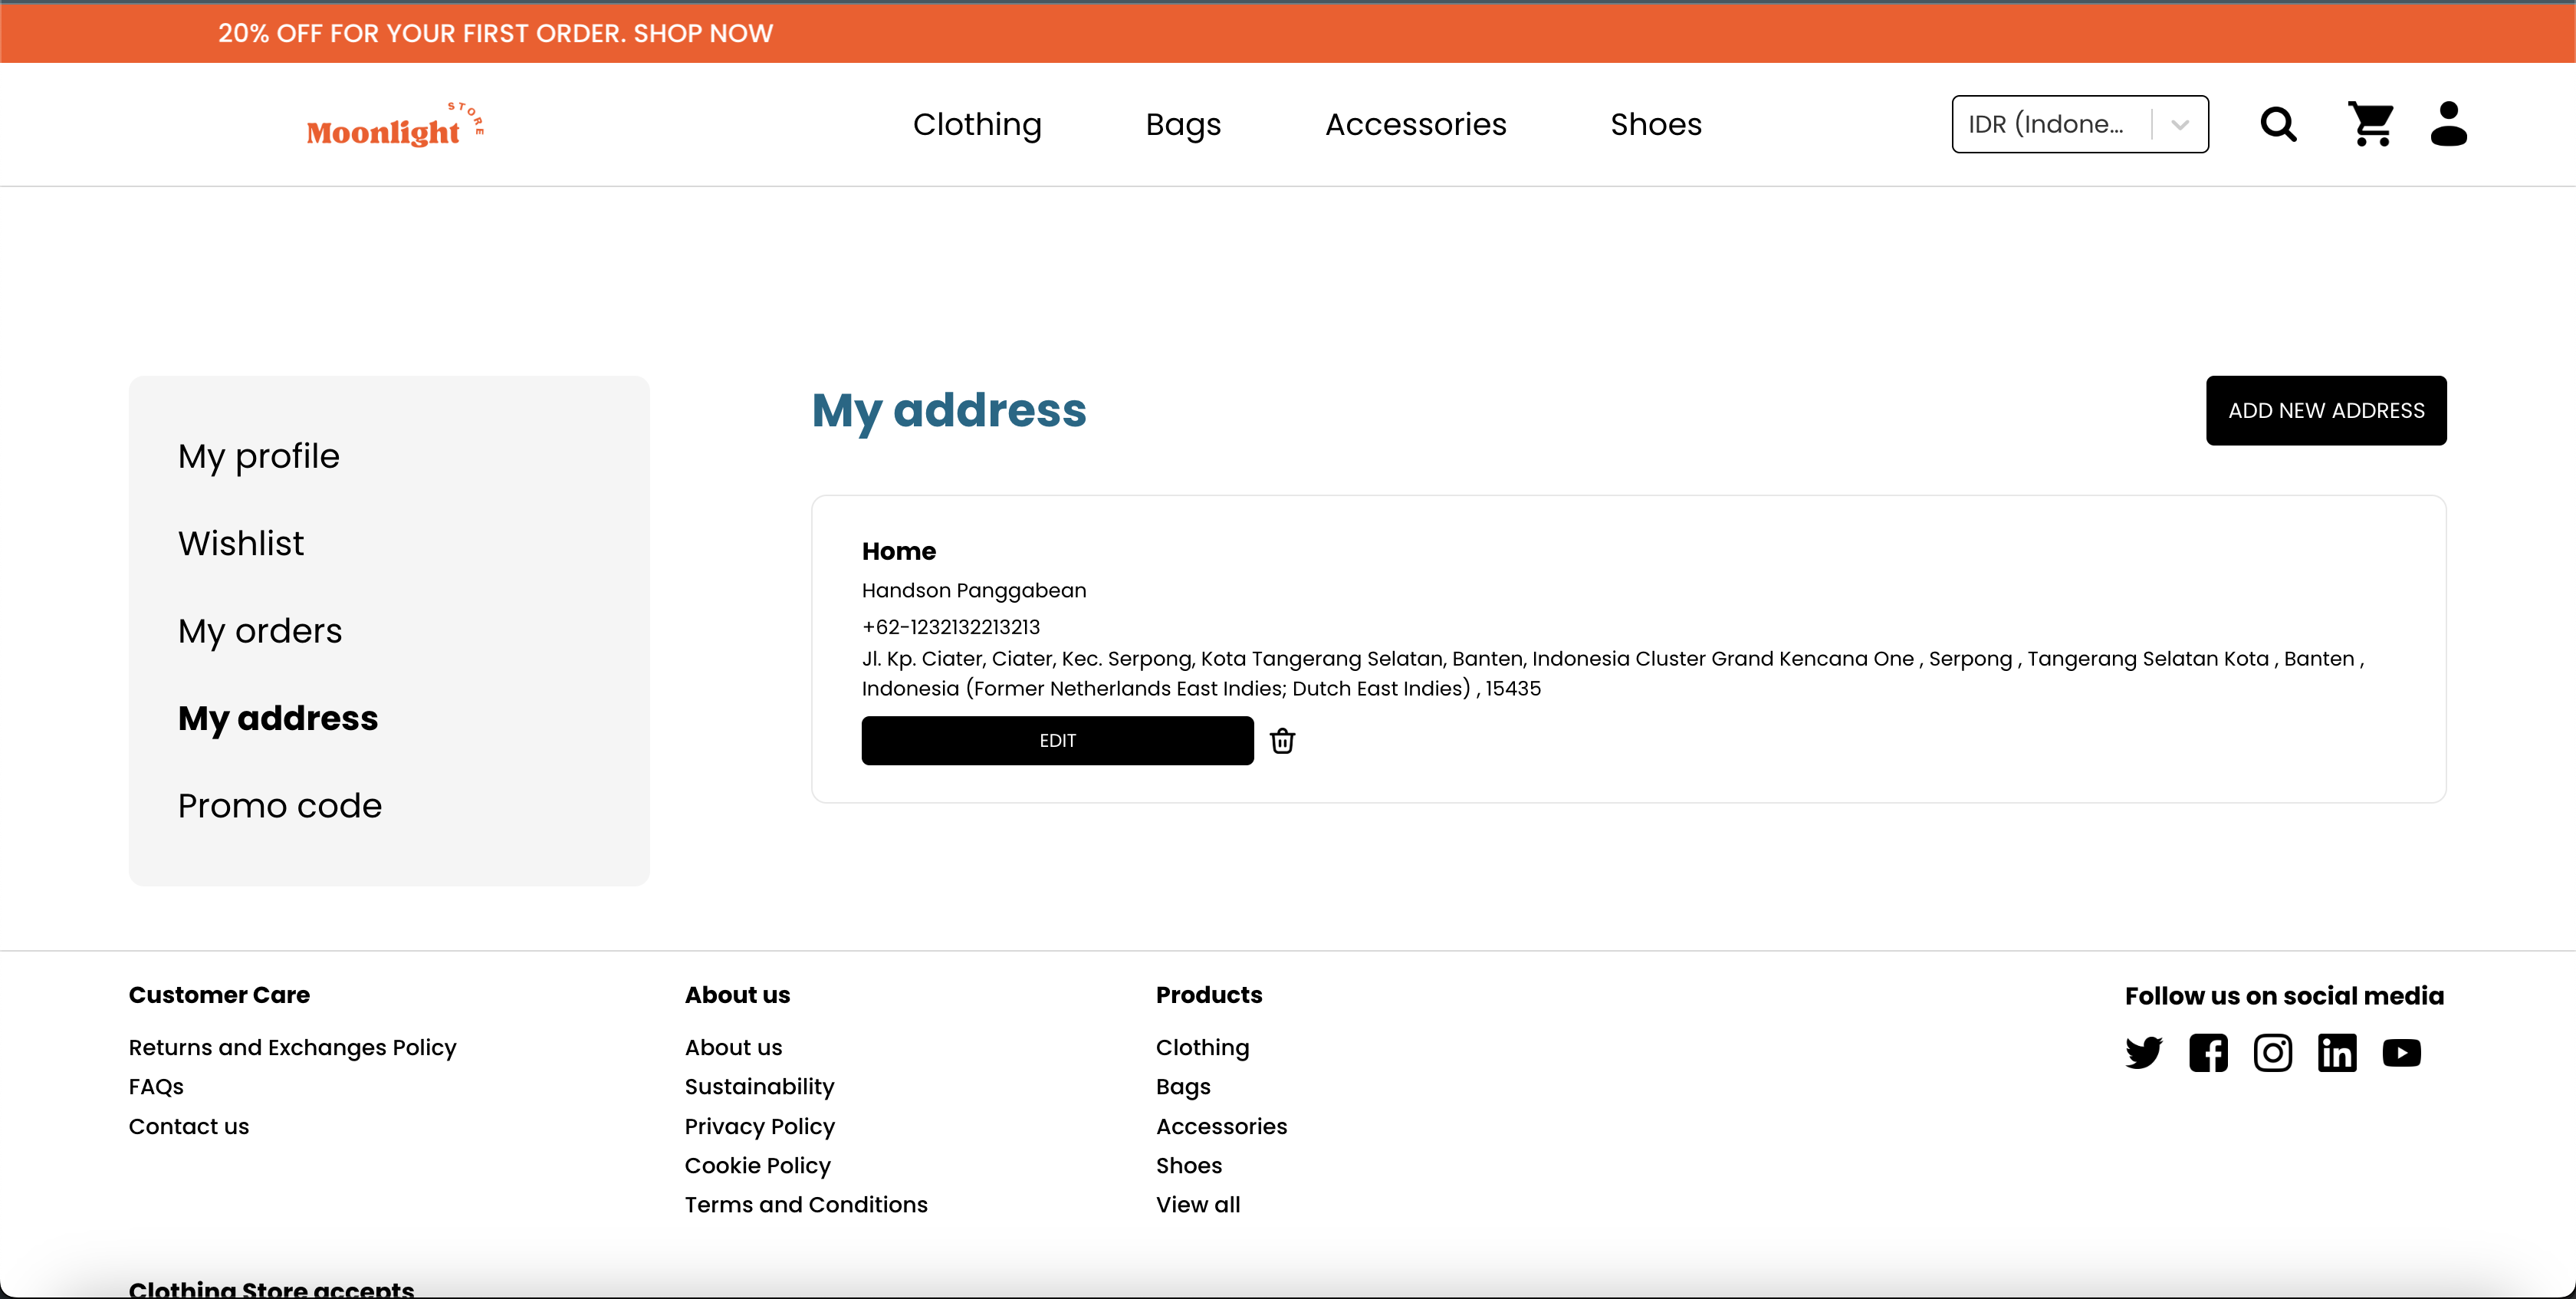 20% OFF FOR YOUR FIRST ORDER. SHOP NOW
Moonlight STORE
Clothing
Bags
Accessories
Shoes
IDR (Indone...
My profile
Wishlist
My orders
My address
Promo code
My address
ADD NEW ADDRESS
Home
Handson Panggabean
+62-1232132213213
Jl. Kp. Ciater, Ciater, Kec. Serpong, Kota Tangerang Selatan, Banten, Indonesia Cluster Grand Kencana One , Serpong , Tangerang Selatan Kota , Banten ,
Indonesia (Former Netherlands East Indies; Dutch East Indies) , 15435
EDIT
Customer Care
Returns and Exchanges Policy
FAQs
Contact us
About us
About us
Sustainability
Privacy Policy
Cookie Policy
Terms and Conditions
Products
Clothing
Bags
Accessories
Shoes
View all
Follow us on social media
Clothing Store accepts